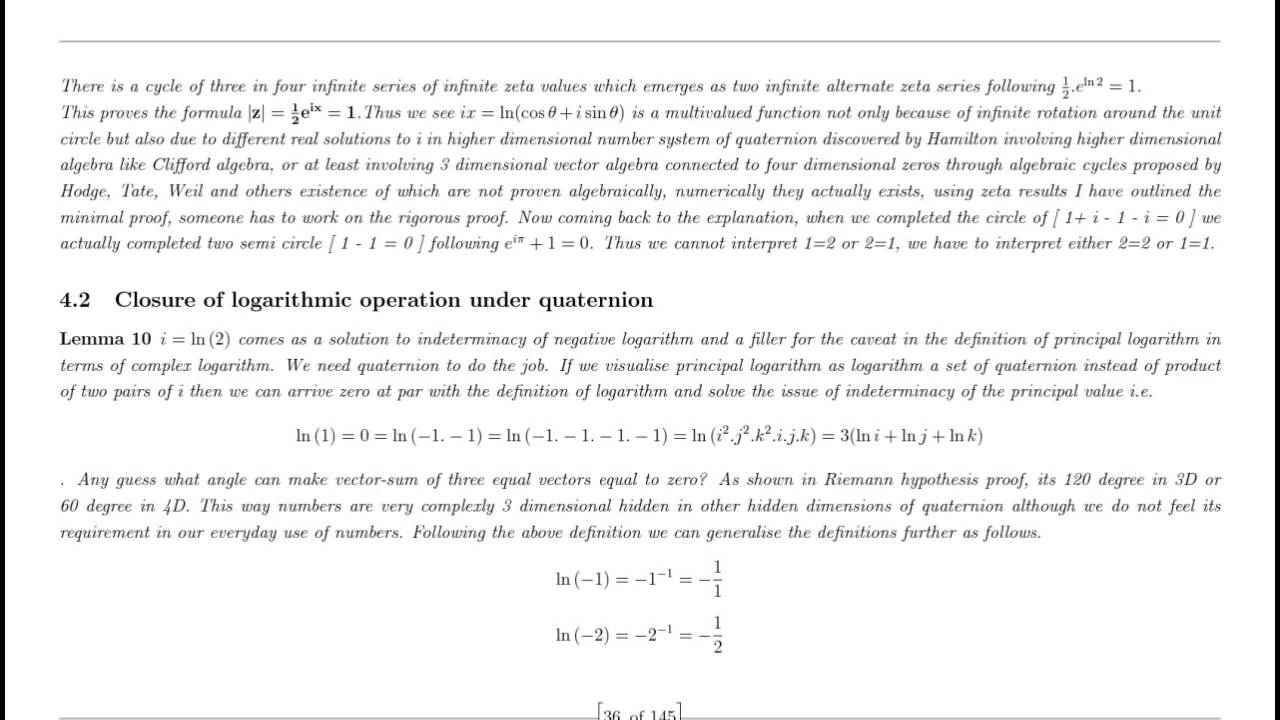 There is a cycle of three in four infinite series of infinite zeta values which emerges as two infinite alternate zeta series following \frac{1}{2}.e^{\ln 2} = 1.
This proves the formula |z| = \frac{1}{2}e^{ix} = 1. Thus we see ix = ln(cos θ + i sin θ) is a multivalued function not only because of infinite rotation around the unit
circle but also due to different real solutions to i in higher dimensional number system of quaternion discovered by Hamilton involving higher dimensional
algebra like Clifford algebra, or at least involving 3 dimensional vector algebra connected to four dimensional zeros through algebraic cycles proposed by
Hodge, Tate, Weil and others existence of which are not proven algebraically, numerically they actually exists, using zeta results I have outlined the
minimal proof, someone has to work on the rigorous proof. Now coming back to the explanation, when we completed the circle of [ 1+ i - 1 - i = 0 ] we
actually completed two semi circle [ 1 - 1 = 0 ] following e^{iπ} + 1 = 0. Thus we cannot interpret 1=2 or 2=1, we have to interpret either 2=2 or 1=1.
4.2 Closure of logarithmic operation under quaternion
Lemma 10 i = ln (2) comes as a solution to indeterminacy of negative logarithm and a filler for the caveat in the definition of principal logarithm in
terms of complex logarithm. We need quaternion to do the job. If we visualise principal logarithm as logarithm a set of quaternion instead of product
of two pairs of i then we can arrive zero at par with the definition of logarithm and solve the issue of indeterminacy of the principal value i.e.
ln (1) = 0 = ln (−1. − 1) = ln (−1. − 1. − 1. − 1) = ln (i².j².k².i.j.k) = 3(ln i + ln j + ln k)
. Any guess what angle can make vector-sum of three equal vectors equal to zero? As shown in Riemann hypothesis proof, its 120 degree in 3D or
60 degree in 4D. This way numbers are very complexly 3 dimensional hidden in other hidden dimensions of quaternion although we do not feel its
requirement in our everyday use of numbers. Following the above definition we can generalise the definitions further as follows.
ln (−1) = −1^{−1} = −\frac{1}{1}
ln (−2) = −2^{−1} = −\frac{1}{2}
[36 of 145]